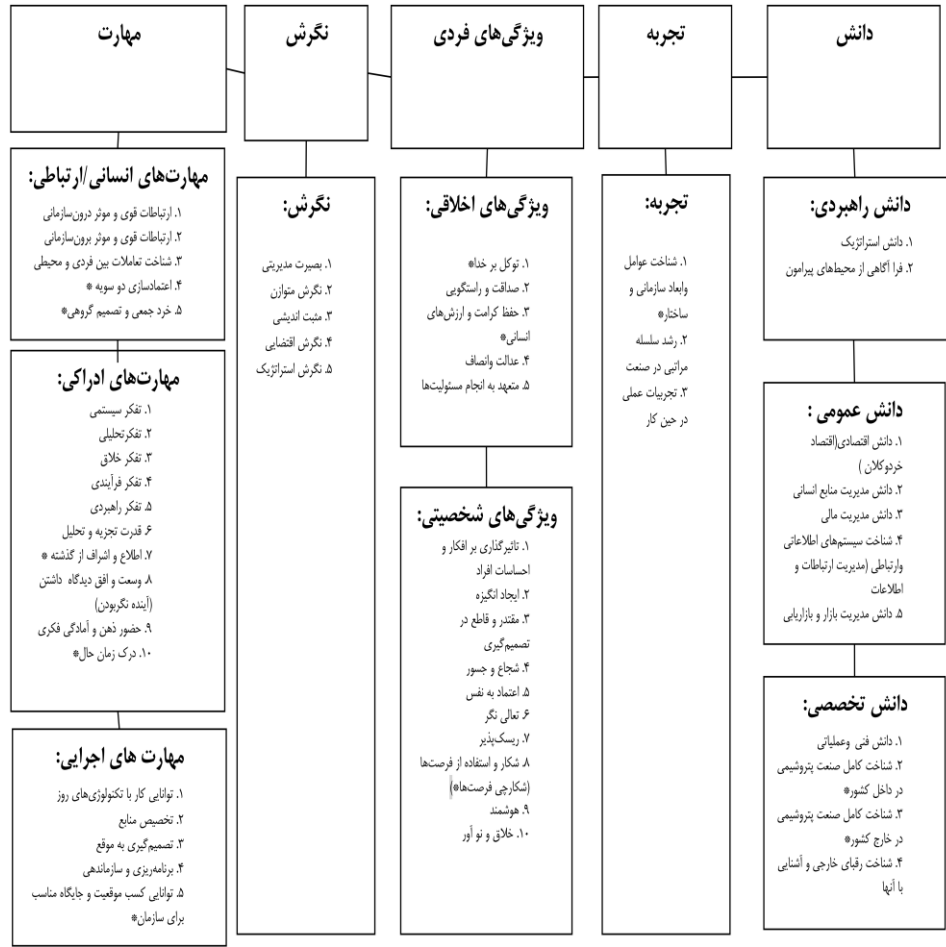 دانش
تجربه
ویژگی‌های فردی
نگرش
مهارت
دانش راهبردی:
۱. دانش استراتژیک
۲. فرا آگاهی از محیط‌های پیرامون
دانش عمومی :
۱. دانش اقتصادی(اقتصاد
خردوکلان )
۲. دانش مدیریت منابع انسانی
۳. دانش مدیریت مالی
۴. شناخت سیستم‌های اطلاعاتی
وارتباطی (مدیریت ارتباطات و
اطلاعات
۵. دانش مدیریت بازار و بازاریابی
دانش تخصصی:
۱. دانش فنی وعملیاتی
۲. شناخت کامل صنعت پتروشیمی
در داخل کشور*
۳. شناخت کامل صنعت پتروشیمی
در خارج کشور*
۴. شناخت رقبای خارجی و آشنایی
با آنها
تجربه:
۱. شناخت عوامل
وابعاد سازمانی و
ساختار*
۲. رشد سلسله
مراتبی در صنعت
۳. تجربیات عملی
در حین کار
ویژگی‌های اخلاقی:
۱. توکل بر خدا*
۲. صداقت و راستگویی
۳. حفظ کرامت و ارزش‌های
انسانی*
۴. عدالت وانصاف
۵. متعهد به انجام مسئولیت‌ها
ویژگی‌های شخصیتی:
۱. تاثیرگذاری بر افکار و
احساسات افراد
۲. ایجاد انگیزه
۳. مقتدر و قاطع در
تصمیم‌گیری
۴. شجاع و جسور
۵. اعتماد به نفس
۶. تعالی نگر
۷. ریسک‌پذیر
۸. شکار و استفاده از فرصت‌ها
(شکارچی فرصت‌ها*)
۹. هوشمند
۱۰. خلاق و نو آور
نگرش:
۱. بصیرت مدیریتی
۲. نگرش متوازن
۳. مثبت اندیشی
۴. نگرش اقتضایی
۵. نگرش استراتژیک
مهارت‌های انسانی/ارتباطی:
۱. ارتباطات قوی و موثر درون‌سازمانی
۲. ارتباطات قوی و موثر برون‌سازمانی
۳. شناخت تعاملات بین فردی و محیطی
۴. اعتمادسازی دو سویه *
۵. خرد جمعی و تصمیم گروهی*
مهارت‌های ادراکی:
۱. تفکر سیستمی
۲. تفکرتحلیلی
۳. تفکر خلاق
۴. تفکر فرآیندی
۵. تفکر راهبردی
۶. قدرت تجزیه و تحلیل
۷. اطلاع و اشراف از گذشته *
۸. وسعت و افق دیدگاه داشتن
(آینده نگربودن)
۹. حضور ذهن و آمادگی فکری
۱۰. درک زمان حال*
مهارت های اجرایی:
۱. توانایی کار با تکنولوژی‌های روز
۲. تخصیص منابع
۳. تصمیم‌گیری به موقع
۴. برنامه‌ریزی و سازماندهی
۵. توانایی کسب موقعیت و جایگاه مناسب
برای سازمان*